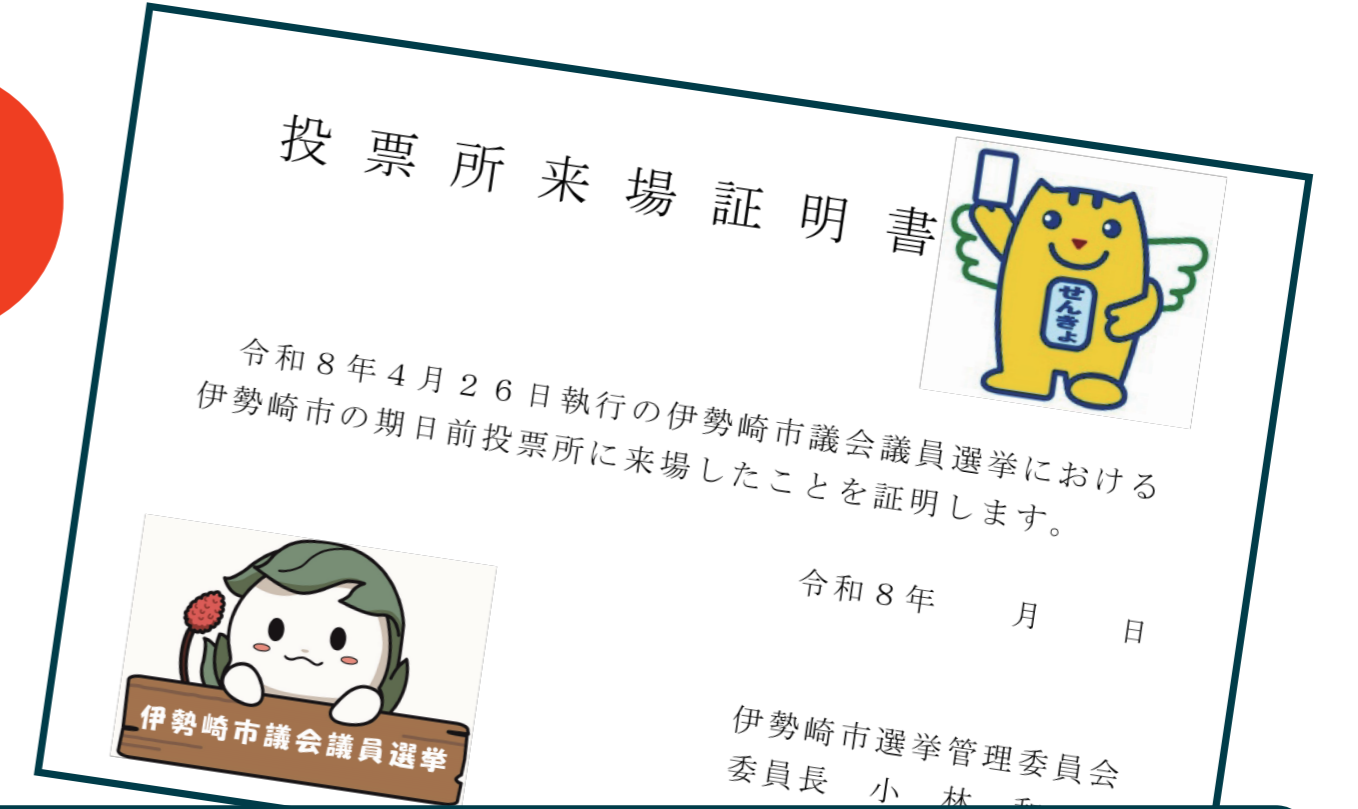 投票所来場証明書
せんきょ
令和８年４月２６日執行の伊勢崎市議会議員選挙における
伊勢崎市の期日前投票所に来場したことを証明します。
令和８年　　月　　日
伊勢崎市議会議員選挙
伊勢崎市選挙管理委員会
委員長　小　林